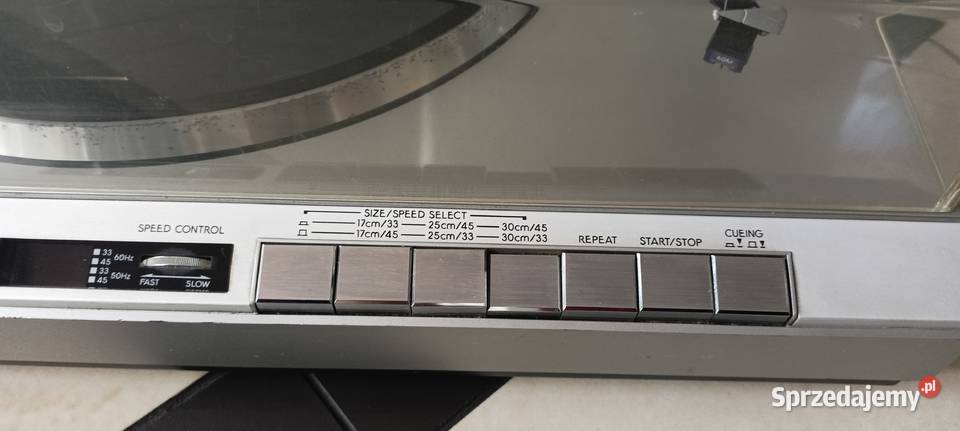 SIZE/SPEED SELECT
17cm/33 25cm/45 30cm/45
17cm/45 25cm/33 30cm/33
SPEED CONTROL
REPEAT
START/STOP
CUEING
33
45 60Hz
33
45 50Hz
FAST SLOW
Sprzedajemy.pl